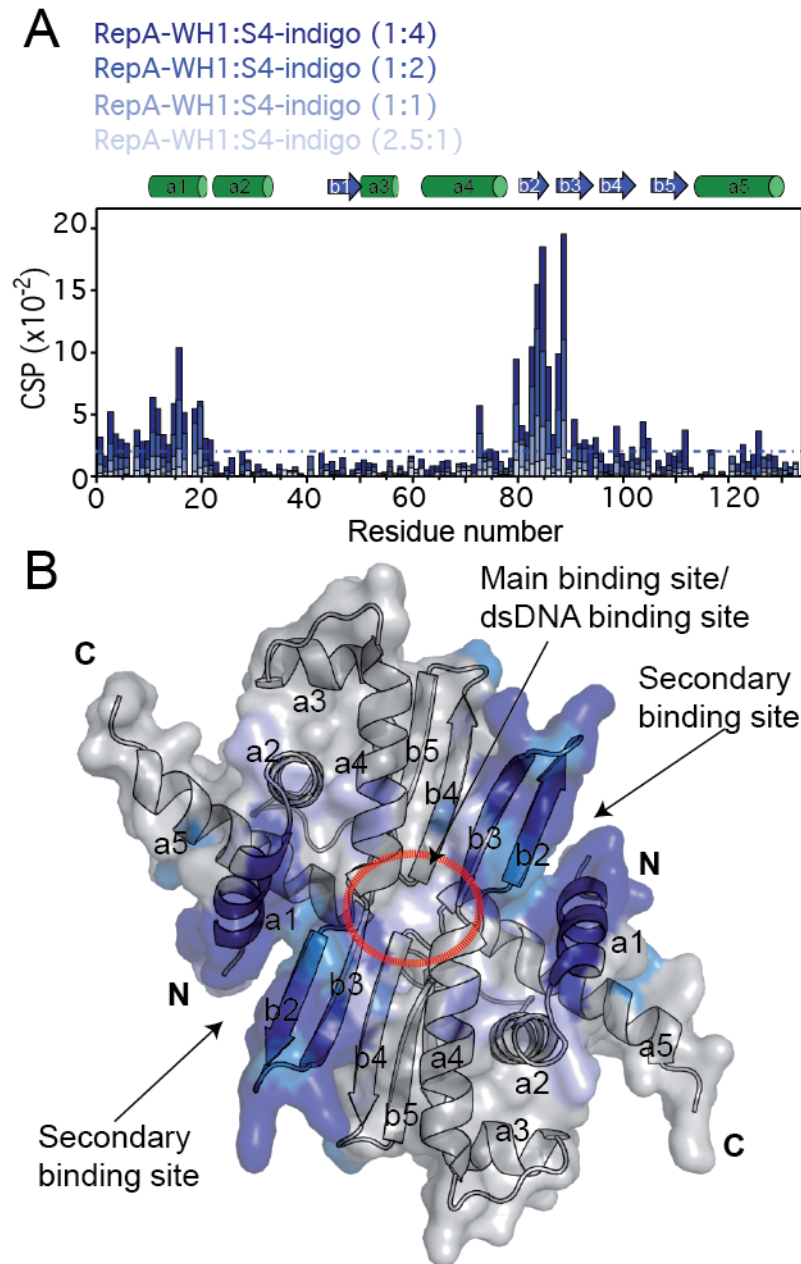 A
RepA-WH1:S4-indigo (1:4)
RepA-WH1:S4-indigo (1:2)
RepA-WH1:S4-indigo (1:1)
RepA-WH1:S4-indigo (2.5:1)
a1 a2 b1 a3 a4 b2 b3 b4 b5 a5
20
15
10
5
0
CSP (x10-²)
0 20 40 60 80 100 120
Residue number
B
Main binding site/
dsDNA binding site
Secondary
binding site
C
a3
a2
a4
b5
b4
a5
b3
b2
N
a1
a1
N
b2
b3
a5
b4
a4
a2
b5
a3
C
Secondary
binding site